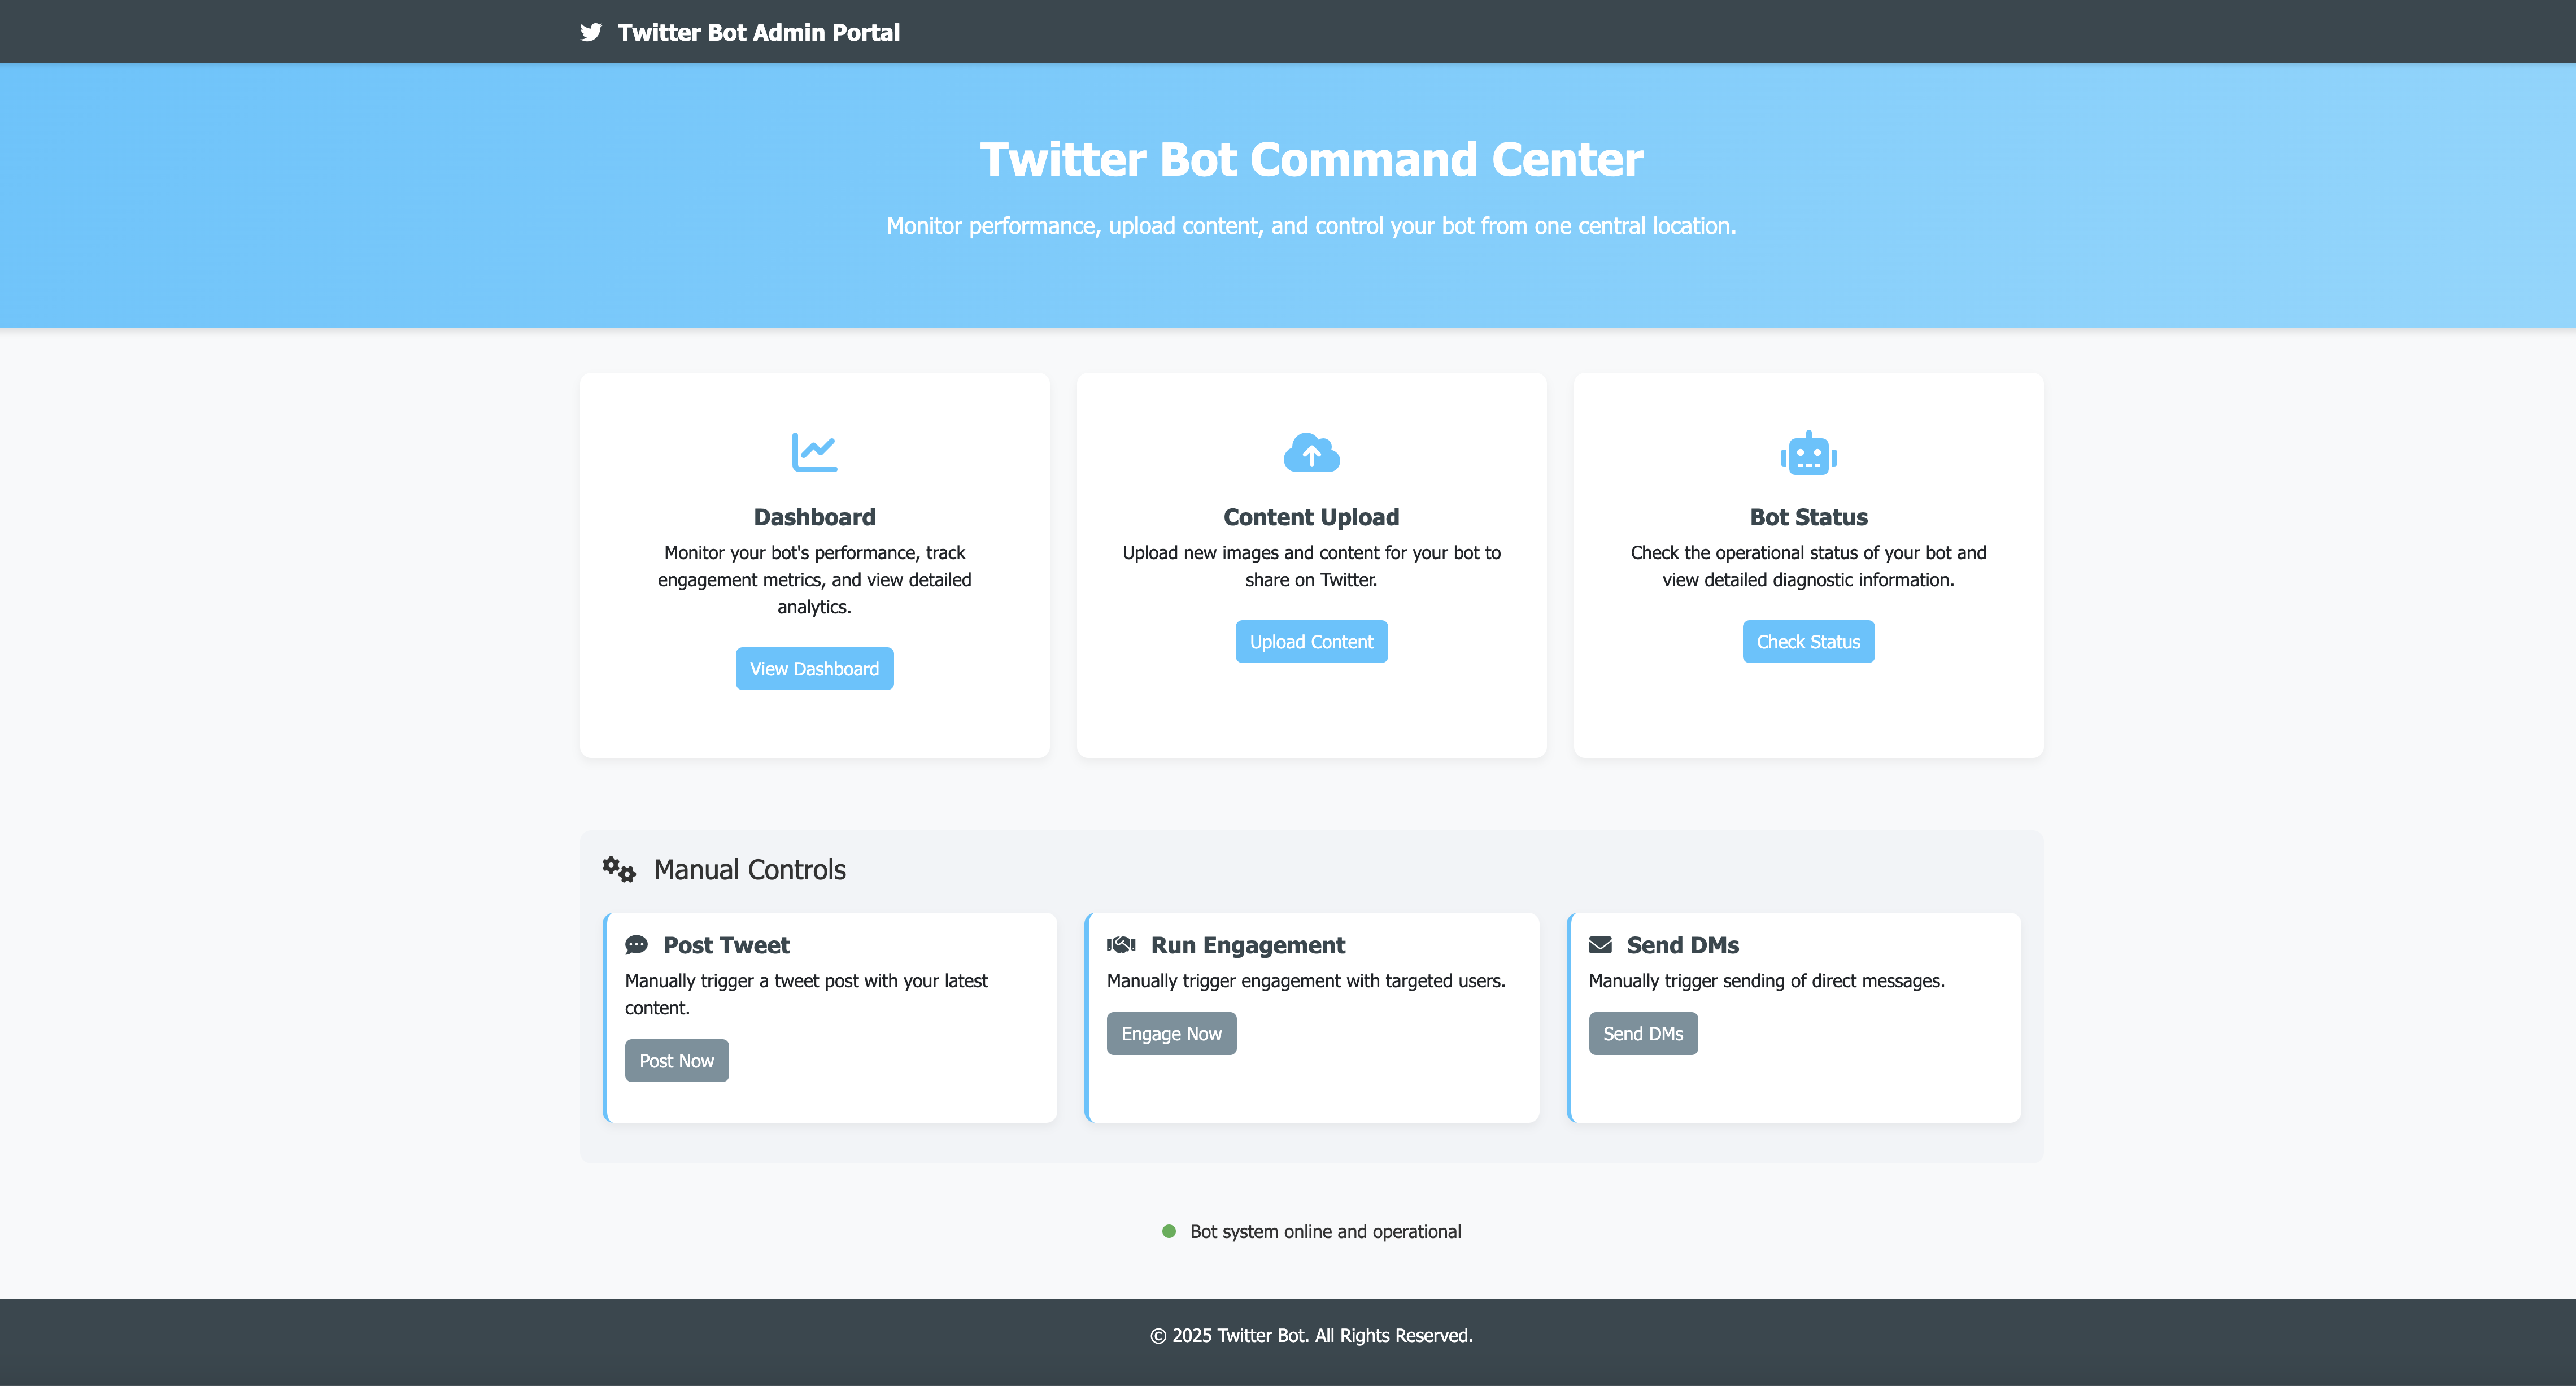 Twitter Bot Admin Portal
Twitter Bot Command Center
Monitor performance, upload content, and control your bot from one central location.
Dashboard
Monitor your bot's performance, track
engagement metrics, and view detailed
analytics.
View Dashboard
Content Upload
Upload new images and content for your bot to
share on Twitter.
Upload Content
Bot Status
Check the operational status of your bot and
view detailed diagnostic information.
Check Status
Manual Controls
Post Tweet
Manually trigger a tweet post with your latest
content.
Post Now
Run Engagement
Manually trigger engagement with targeted users.
Engage Now
Send DMs
Manually trigger sending of direct messages.
Send DMs
Bot system online and operational
© 2025 Twitter Bot. All Rights Reserved.